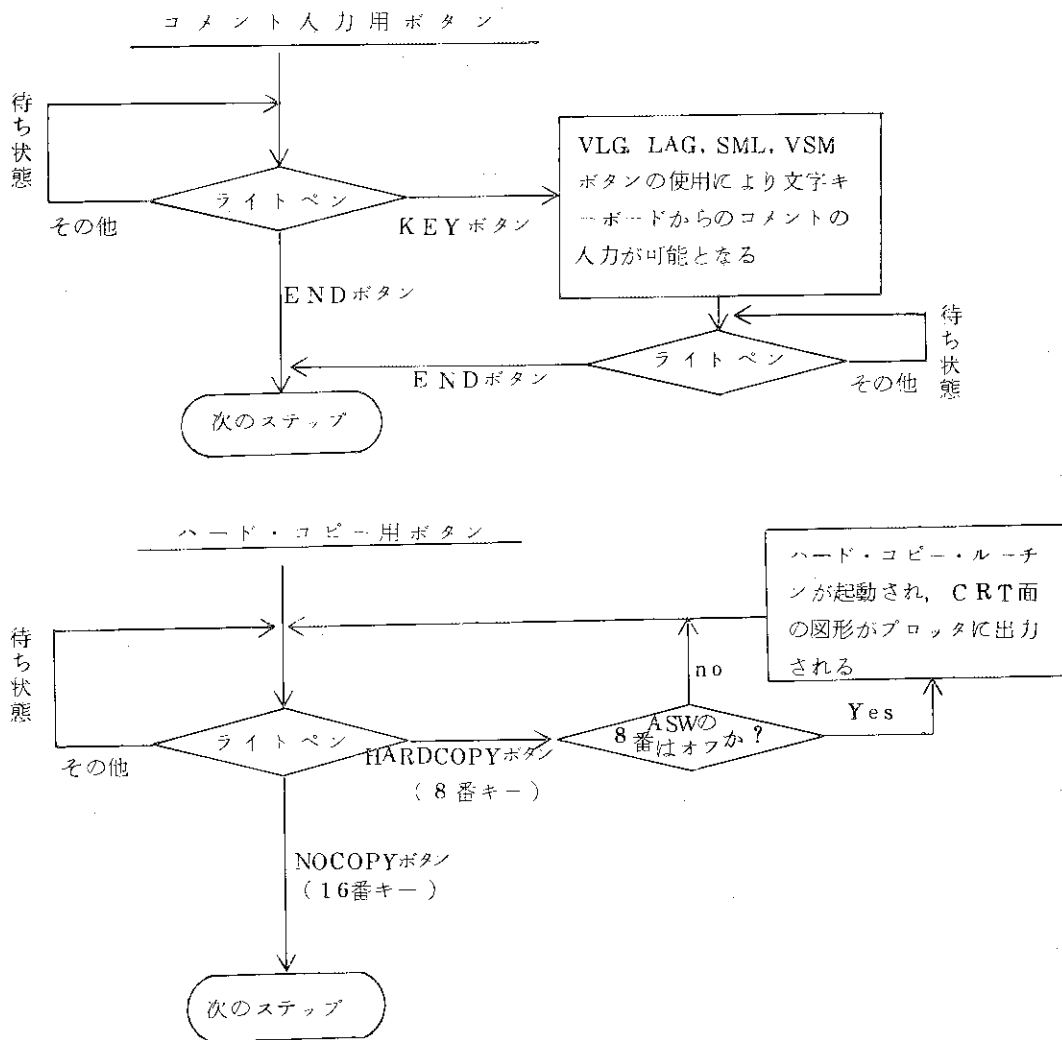 コメント入力用ボタン
待ち状態
ライトペン
その他
KEYボタン
VLG. LAG. SML. VSM
ボタンの使用により文字キ
ーボードからのコメントの
入力が可能となる
ENDボタン
待ち状態
ライトペン
ENDボタン
その他
次のステップ
ハード・コピー用ボタン
ハード・コピー・ルーチ
ンが起動され, CRT面
の図形がプロッタに出力
される
待ち状態
no
ライトペン
ASWの
8番はオフか?
Yes
その他
HARDCOPYボタン
(8番キー)
NOCOPYボタン
(16番キー)
次のステップ